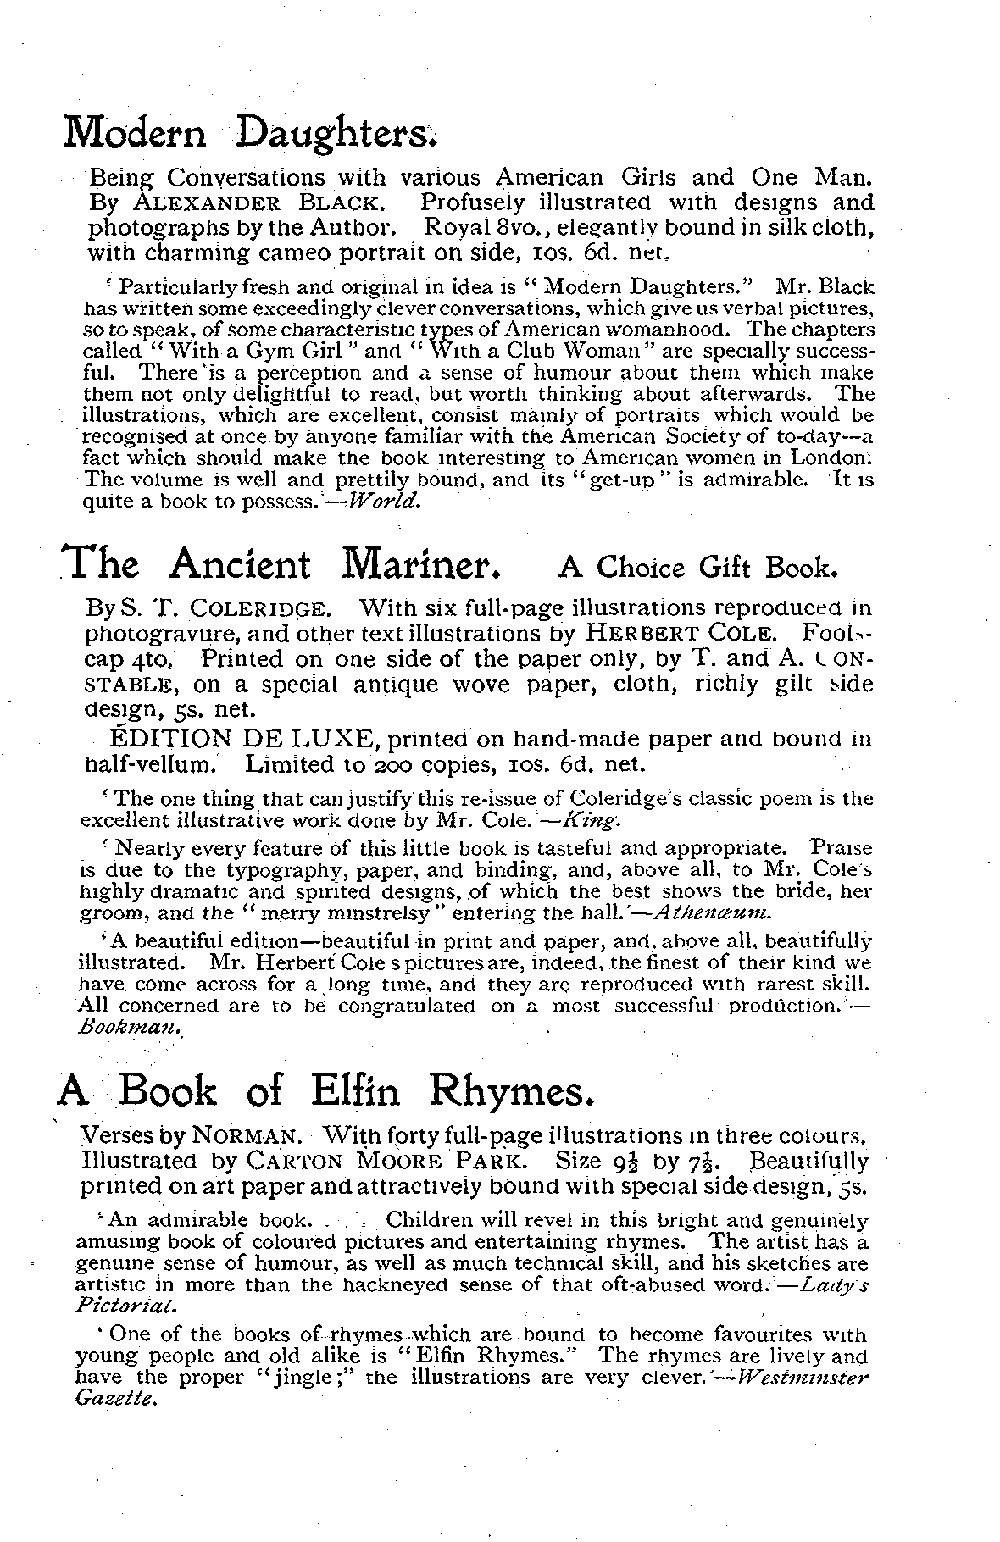 Modern Daughters.
Being Conversations with various American Girls and One Man.
By ALEXANDER BLACK. Profusely illustrated with designs and
photographs by the Author. Royal 8vo., elegantly bound in silk cloth,
with charming cameo portrait on side, 10s. 6d. net.
‘Particularly fresh and original in idea is “Modern Daughters.” Mr. Black
has written some exceedingly clever conversations, which give us verbal pictures,
so to speak, of some characteristic types of American womanhood. The chapters
called “With a Gym Girl” and “With a Club Woman” are specially success-
ful. There is a perception and a sense of humour about them which make
them not only delightful to read, but worth thinking about afterwards. The
illustrations, which are excellent, consist mainly of portraits which would be
recognised at once by anyone familiar with the American Society of to-day—a
fact which should make the book interesting to American women in London.
The volume is well and prettily bound, and its “get-up” is admirable. It is
quite a book to possess.’—World.
The Ancient Mariner. A Choice Gift Book.
By S. T. COLERIDGE. With six full-page illustrations reproduced in
photogravure, and other text illustrations by HERBERT COLE. Fools-
cap 4to, Printed on one side of the paper only, by T. and A. CON-
STABLE, on a special antique wove paper, cloth, richly gilt side
design, 5s. net.
ÉDITION DE LUXE, printed on hand-made paper and bound in
half-vellum. Limited to 200 copies, 10s. 6d. net.
‘The one thing that can justify this re-issue of Coleridge's classic poem is the
excellent illustrative work done by Mr. Cole.’—King.
‘Nearly every feature of this little book is tasteful and appropriate. Praise
is due to the typography, paper, and binding, and, above all, to Mr. Cole's
highly dramatic and spirited designs, of which the best shows the bride, her
groom, and the “merry minstrelsy” entering the hall.’—Athenæum.
‘A beautiful edition—beautiful in print and paper, and, above all, beautifully
illustrated. Mr. Herbert Cole s pictures are, indeed, the finest of their kind we
have come across for a long time, and they are reproduced with rarest skill.
All concerned are to be congratulated on a most successful production.’—
Bookman.
A Book of Elfin Rhymes.
Verses by NORMAN. With forty full-page illustrations in three colours.
Illustrated by CARTON MOORE PARK. Size 9½ by 7½. Beautifully
printed on art paper and attractively bound with special side design, 5s.
‘An admirable book. . . . Children will revel in this bright and genuinely
amusing book of coloured pictures and entertaining rhymes. The artist has a
genuine sense of humour, as well as much technical skill, and his sketches are
artistic in more than the hackneyed sense of that oft-abused word.’—Lady's
Pictorial.
‘One of the books of rhymes which are bound to become favourites with
young people and old alike is “Elfin Rhymes.” The rhymes are lively and
have the proper “jingle;” the illustrations are very clever.’—Westminster
Gazette.